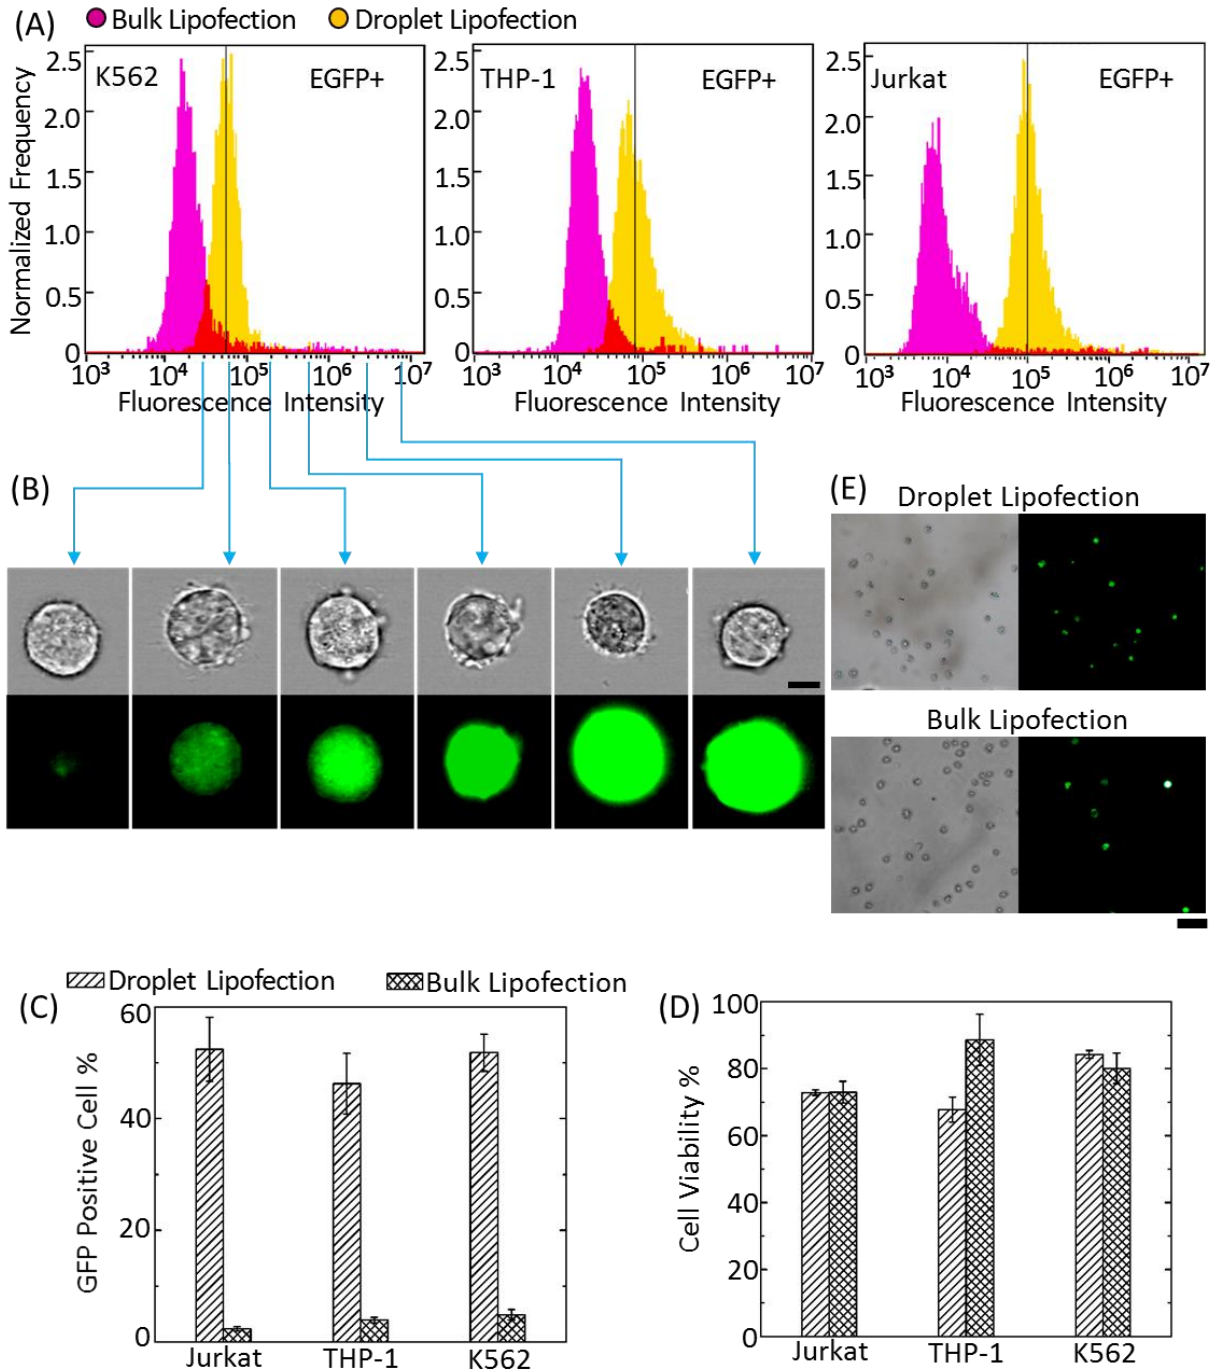 (A) Bulk Lipofection Droplet Lipofection
Normalized Frequency
K562 EGFP+
2.5
2.0
1.5
1.0
0.5
0
10³ 10⁴ 10⁵ 10⁶ 10⁷
Fluorescence Intensity
THP-1 EGFP+
2.5
2.0
1.5
1.0
0.5
0
10³ 10⁴ 10⁵ 10⁶ 10⁷
Fluorescence Intensity
Jurkat EGFP+
2.5
2.0
1.5
1.0
0.5
0
10³ 10⁴ 10⁵ 10⁶ 10⁷
Fluorescence Intensity
(B)
(E)
Droplet Lipofection
Bulk Lipofection
Droplet Lipofection Bulk Lipofection
(C)
GFP Positive Cell %
60
40
20
0
Jurkat THP-1 K562
(D)
Cell Viability %
100
80
60
40
20
0
Jurkat THP-1 K562